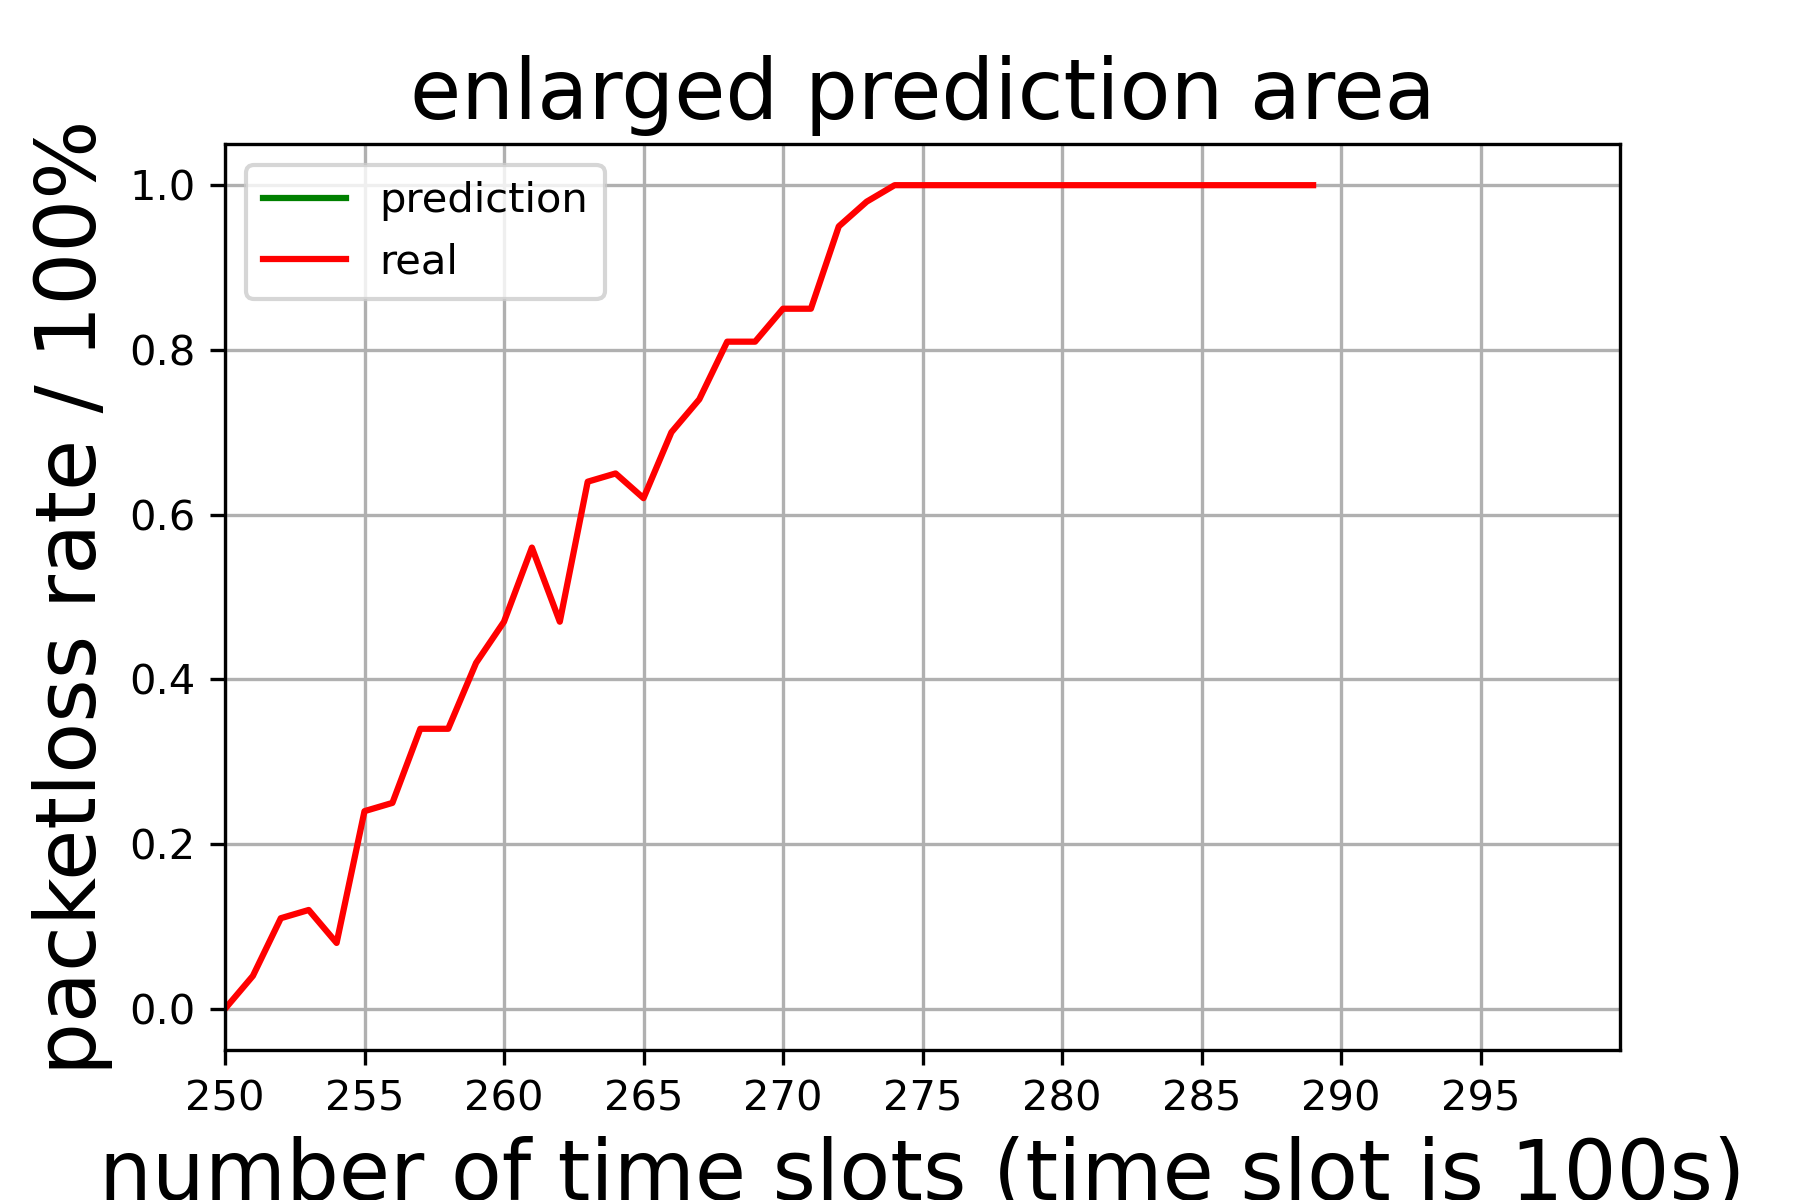 enlarged prediction area
packetloss rate / 100%
prediction
real
1.0
0.8
0.6
0.4
0.2
0.0
250 255 260 265 270 275 280 285 290 295
number of time slots (time slot is 100s)